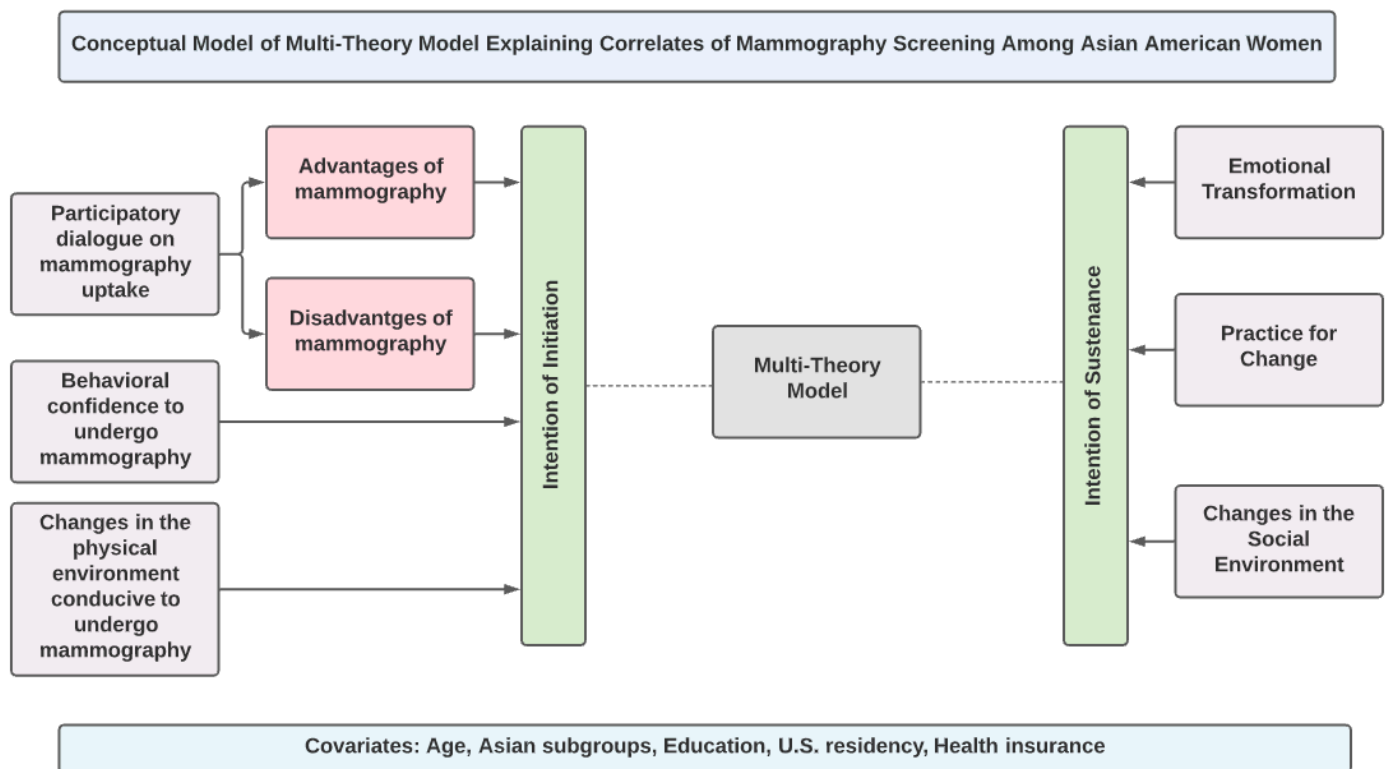 Conceptual Model of Multi-Theory Model Explaining Correlates of Mammography Screening Among Asian American Women
Participatory
dialogue on
mammography
uptake
Advantages of
mammography
Disadvantges of
mammography
Behavioral
confidence to
undergo
mammography
Changes in the
physical
environment
conducive to
undergo
mammography
Intention of Initiation
Multi-Theory
Model
Intention of Sustenance
Emotional
Transformation
Practice for
Change
Changes in the
Social
Environment
Covariates: Age, Asian subgroups, Education, U.S. residency, Health insurance